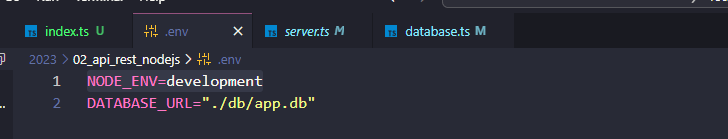 index.ts U
.env
server.ts M
database.ts M
2023 > 02_api_rest_nodejs > .env
1 NODE_ENV=development
2 DATABASE_URL="./db/app.db"